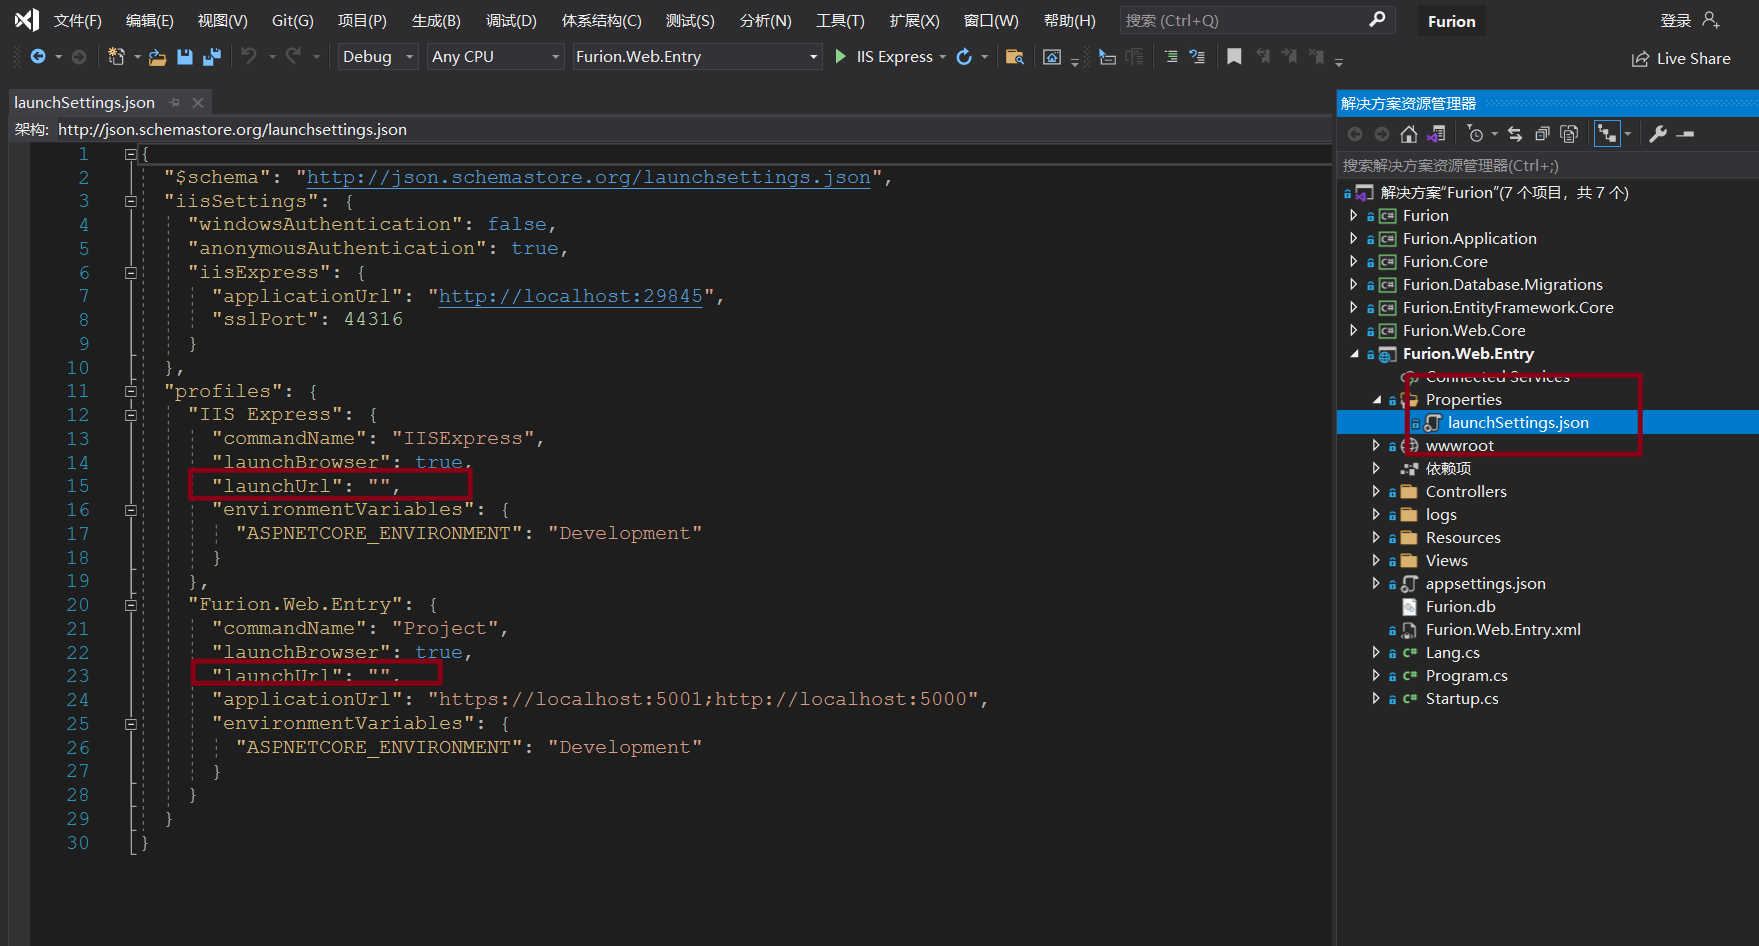 文件(F) 编辑(E) 视图(V) Git(G) 项目(P) 生成(B) 调试(D) 体系结构(C) 测试(S) 分析(N) 工具(T) 扩展(X) 窗口(W) 帮助(H) 搜索 (Ctrl+Q) Furion 登录
Debug Any CPU Furion.Web.Entry IIS Express Live Share
launchSettings.json
架构: http://json.schemastore.org/launchsettings.json
1 {
2 "$schema": "http://json.schemastore.org/launchsettings.json",
3 "iisSettings": {
4 "windowsAuthentication": false,
5 "anonymousAuthentication": true,
6 "iisExpress": {
7 "applicationUrl": "http://localhost:29845",
8 "sslPort": 44316
9 }
10 },
11 "profiles": {
12 "IIS Express": {
13 "commandName": "IISExpress",
14 "launchBrowser": true,
15 "launchUrl": "",
16 "environmentVariables": {
17 "ASPNETCORE_ENVIRONMENT": "Development"
18 }
19 },
20 "Furion.Web.Entry": {
21 "commandName": "Project",
22 "launchBrowser": true,
23 "launchUrl": "",
24 "applicationUrl": "https://localhost:5001;http://localhost:5000",
25 "environmentVariables": {
26 "ASPNETCORE_ENVIRONMENT": "Development"
27 }
28 }
29 }
30 }
解决方案资源管理器
搜索解决方案资源管理器(Ctrl+;)
解决方案"Furion"(7 个项目，共 7 个)
C# Furion
C# Furion.Application
C# Furion.Core
C# Furion.Database.Migrations
C# Furion.EntityFramework.Core
C# Furion.Web.Core
Furion.Web.Entry
Connected Services
Properties
launchSettings.json
wwwroot
依赖项
Controllers
logs
Resources
Views
appsettings.json
Furion.db
Furion.Web.Entry.xml
C# Lang.cs
C# Program.cs
C# Startup.cs